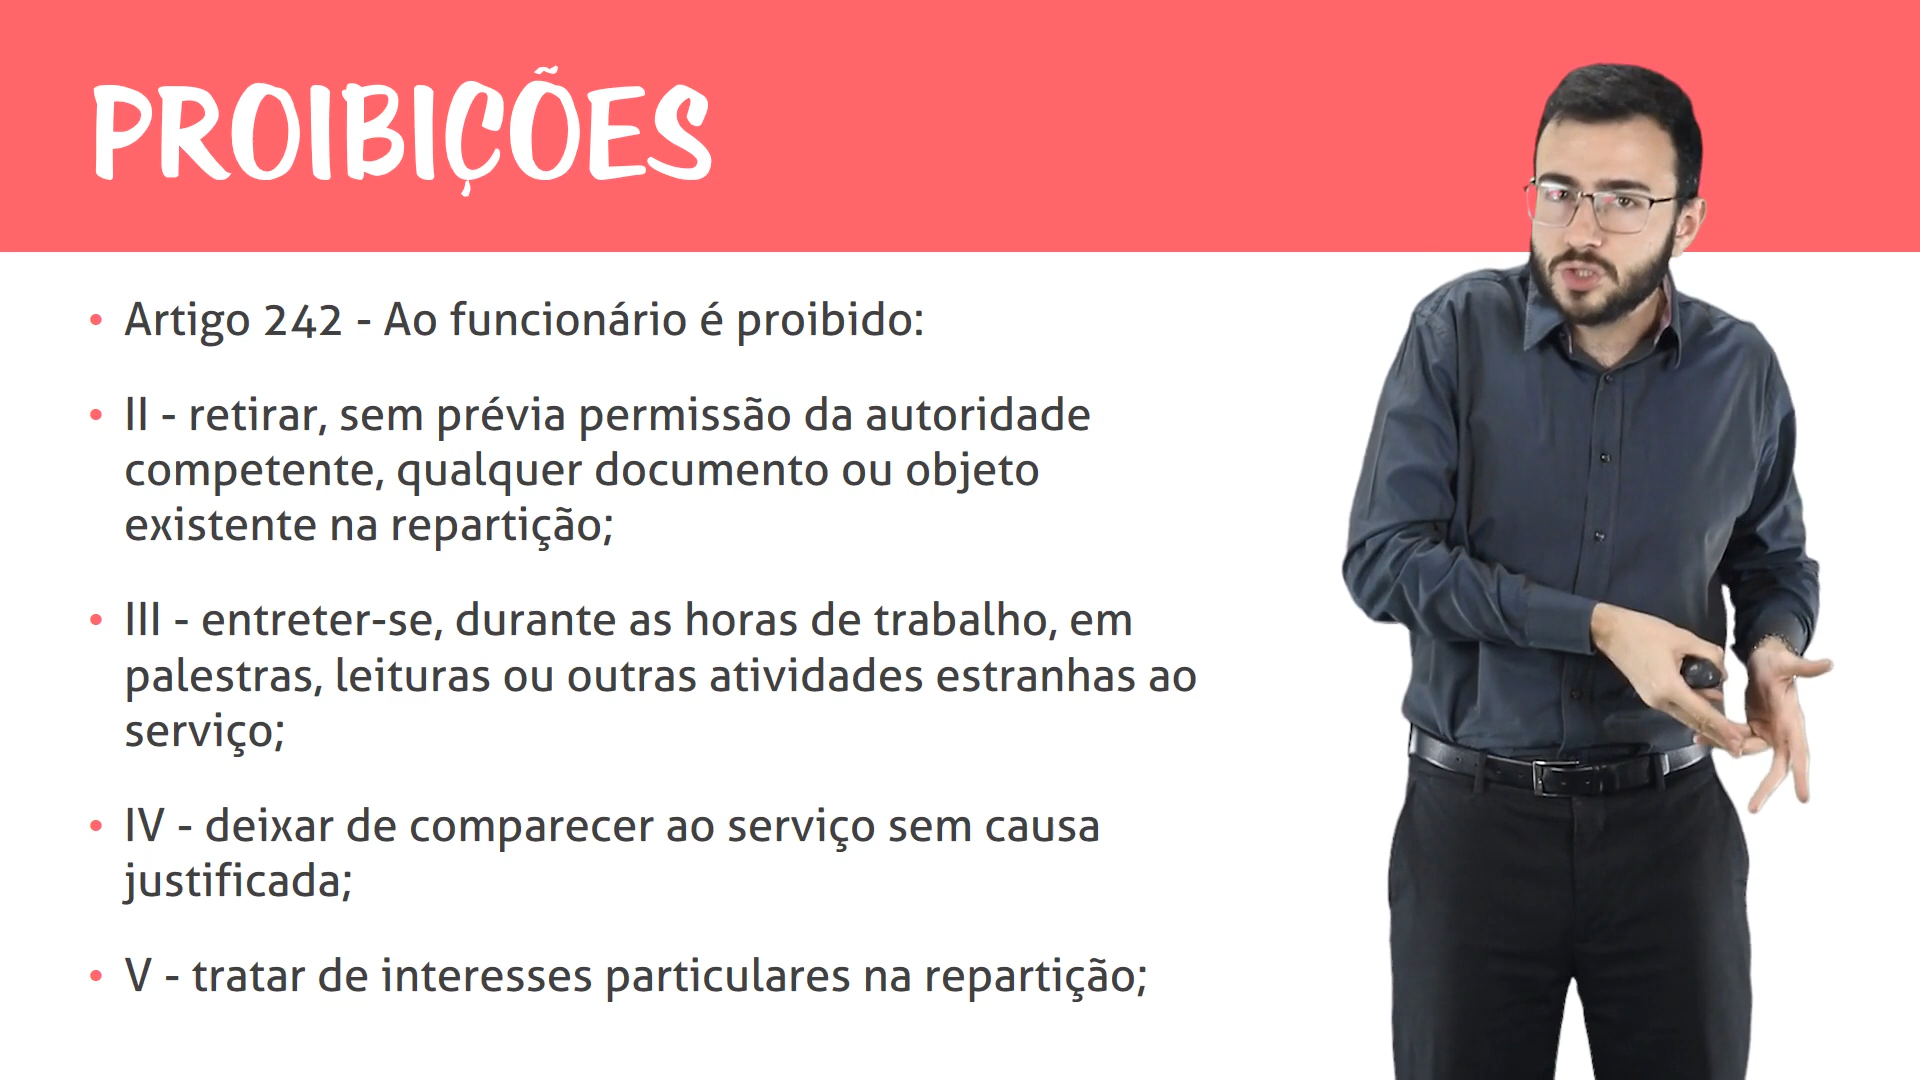 PROIBIÇÕES
• Artigo 242 - Ao funcionário é proibido:
• II - retirar, sem prévia permissão da autoridade
competente, qualquer documento ou objeto
existente na repartição;
• III - entreter-se, durante as horas de trabalho, em
palestras, leituras ou outras atividades estranhas ao
serviço;
• IV - deixar de comparecer ao serviço sem causa
justificada;
• V - tratar de interesses particulares na repartição;